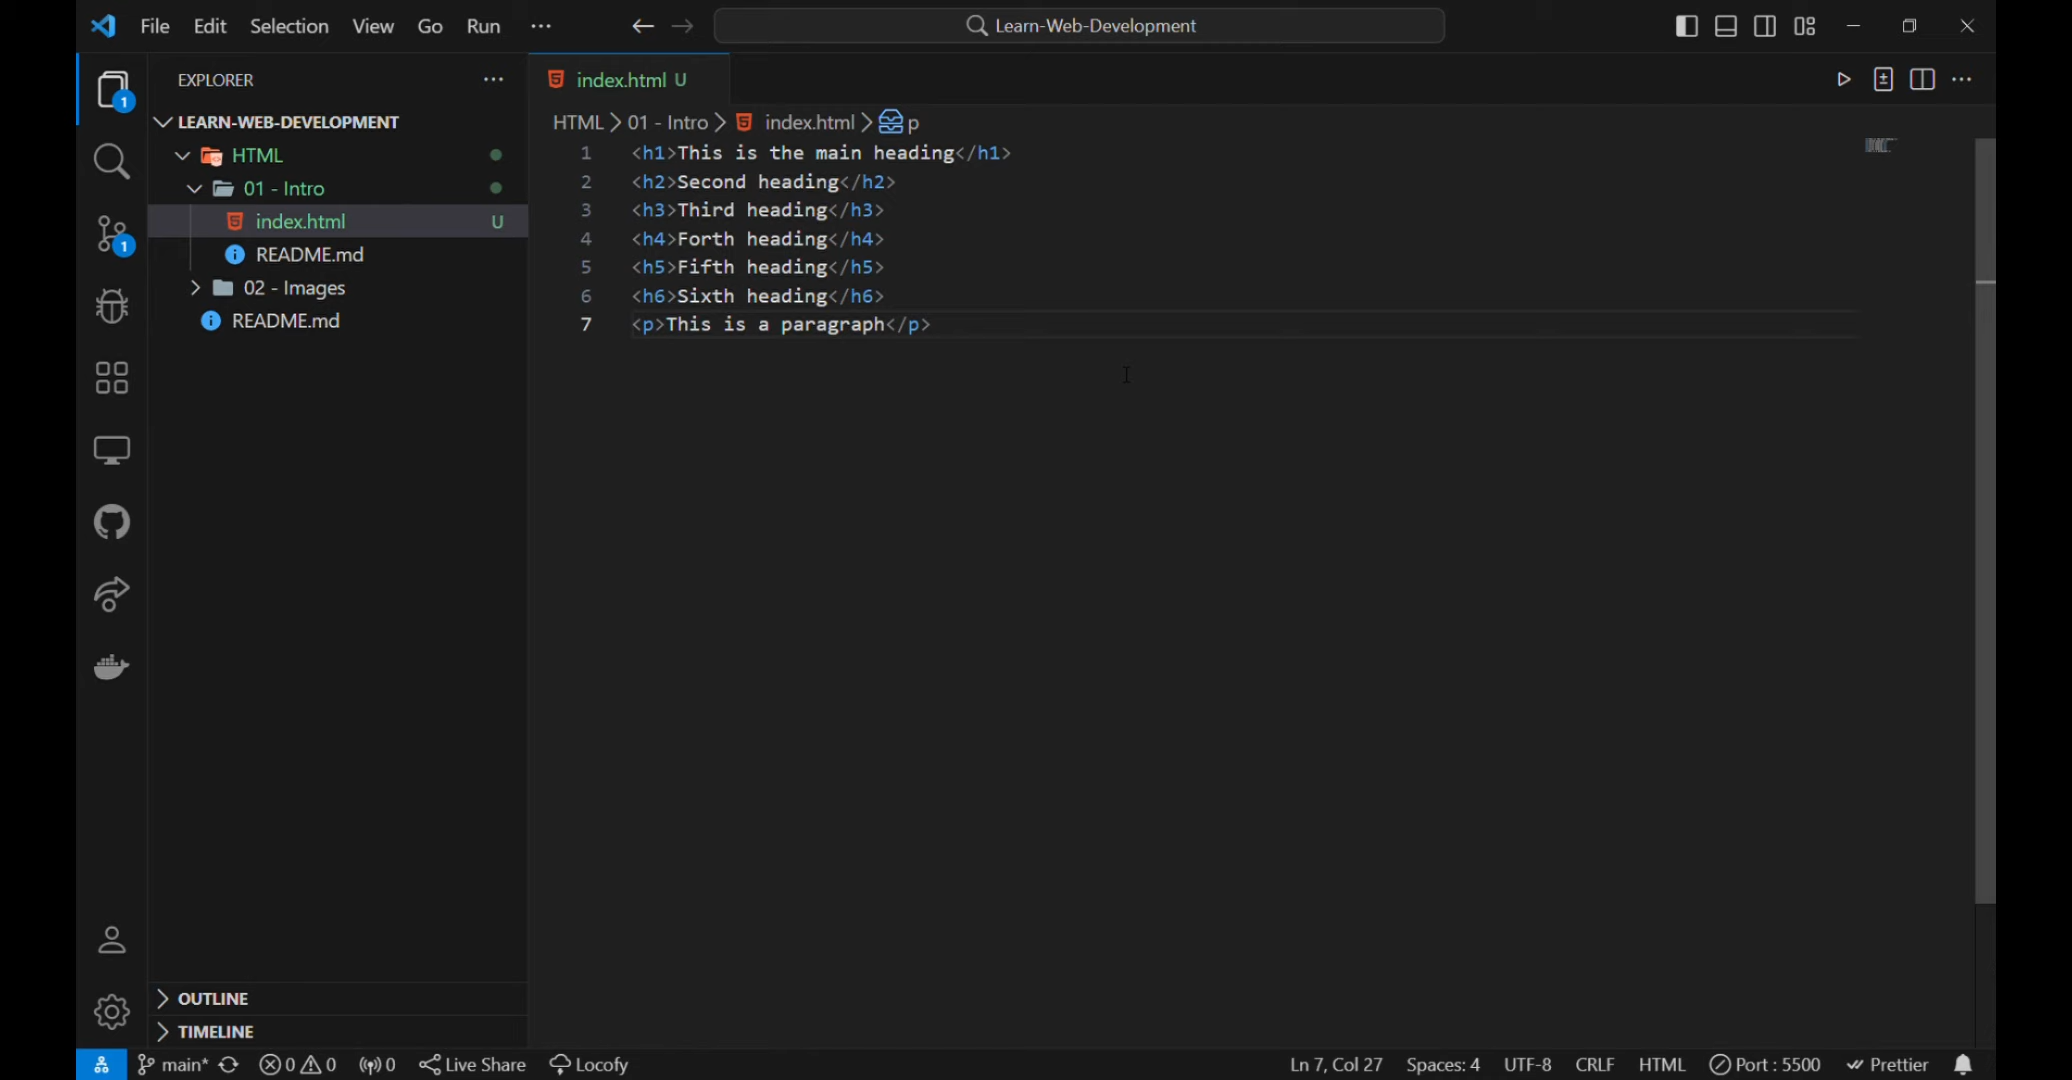 File Edit Selection View Go Run ··· Learn-Web-Development
EXPLORER ···
LEARN-WEB-DEVELOPMENT
HTML
01 - Intro
index.html U
README.md
02 - Images
README.md
OUTLINE
TIMELINE
1
1
index.html U
HTML > 01 - Intro > index.html > p
1 <h1>This is the main heading</h1>
2 <h2>Second heading</h2>
3 <h3>Third heading</h3>
4 <h4>Forth heading</h4>
5 <h5>Fifth heading</h5>
6 <h6>Sixth heading</h6>
7 <p>This is a paragraph</p>
main* 0 0 0 Live Share Locofy Ln 7, Col 27 Spaces: 4 UTF-8 CRLF HTML Port : 5500 Prettier